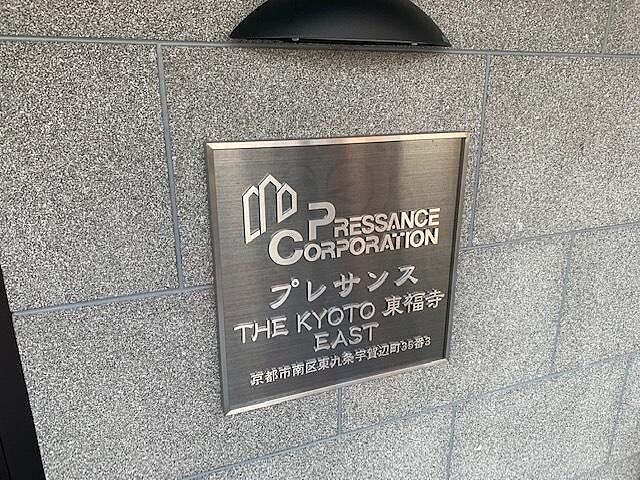 PRESSANCE
CORPORATION
プレサンス
THE KYOTO 東福寺
EAST
京都市南区東九条宇賀辺町35番3